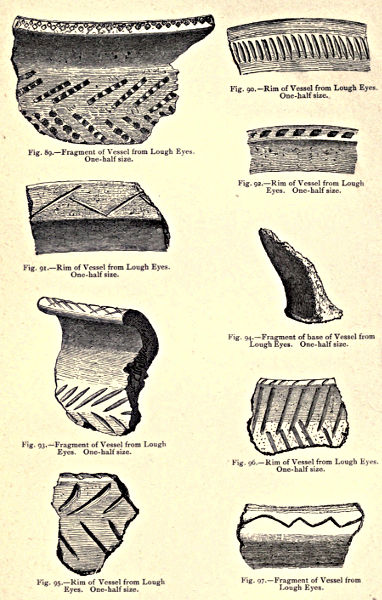 Fig. 89.—Fragment of Vessel from Lough Eyes.
One-half size.
Fig. 90.—Rim of Vessel from Lough Eyes.
One-half size.
Fig. 92.—Rim of Vessel from Lough
Eyes. One-half size.
Fig. 91.—Rim of Vessel from Lough Eyes.
One-half size.
Fig. 94.—Fragment of base of Vessel from
Lough Eyes. One-half size.
Fig. 93.—Fragment of Vessel from Lough
Eyes. One-half size.
Fig. 96.—Rim of Vessel from Lough Eyes.
One-half size.
Fig. 95.—Rim of Vessel from Lough
Eyes. One-half size.
Fig. 97.—Fragment of Vessel from
Lough Eyes.